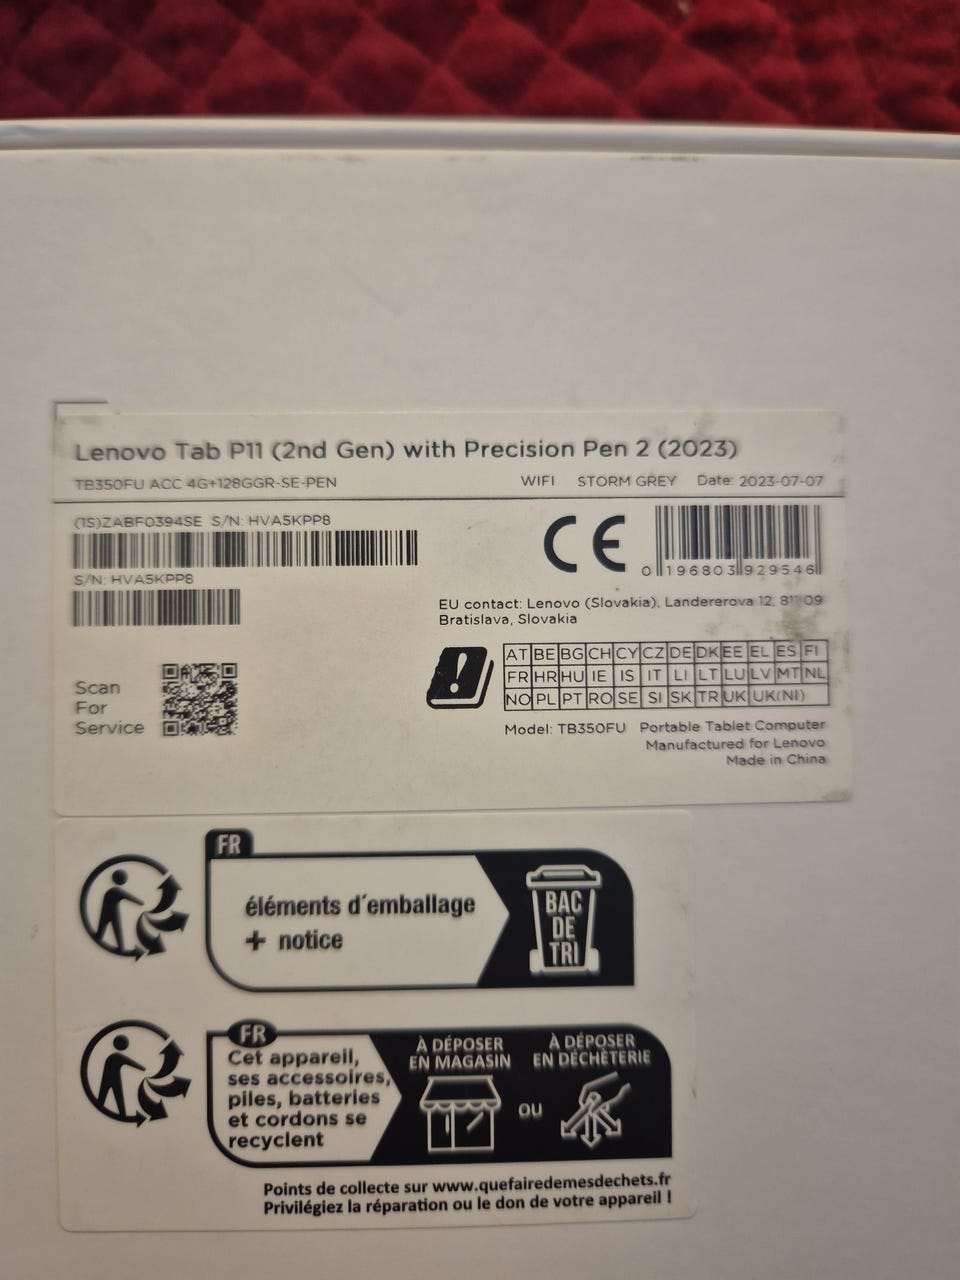 Lenovo Tab P11 (2nd Gen) with Precision Pen 2 (2023)
TB350FU ACC 4G+128GGR-SE-PEN WIFI STORM GREY Date: 2023-07-07
(1S)ZABF0394SE S/N: HVA5KPP8
S/N: HVA5KPP8
CE
0 196803 929546
EU contact: Lenovo (Slovakia), Landererova 12, 811 09
Bratislava, Slovakia
AT BE BG CH CY CZ DE DK EE EL ES FI
FR HR HU IE IS IT LI LT LU LV MT NL
NO PL PT RO SE SI SK TR UK UK(NI)
Scan
For
Service
Model: TB350FU Portable Tablet Computer
Manufactured for Lenovo
Made in China
FR
éléments d'emballage
+ notice
BAC
DE
TRI
FR
Cet appareil,
ses accessoires,
piles, batteries
et cordons se
recyclent
À DÉPOSER
EN MAGASIN
OU
À DÉPOSER
EN DÉCHÈTERIE
Points de collecte sur www.quefairedemesdechets.fr
Privilégiez la réparation ou le don de votre appareil !